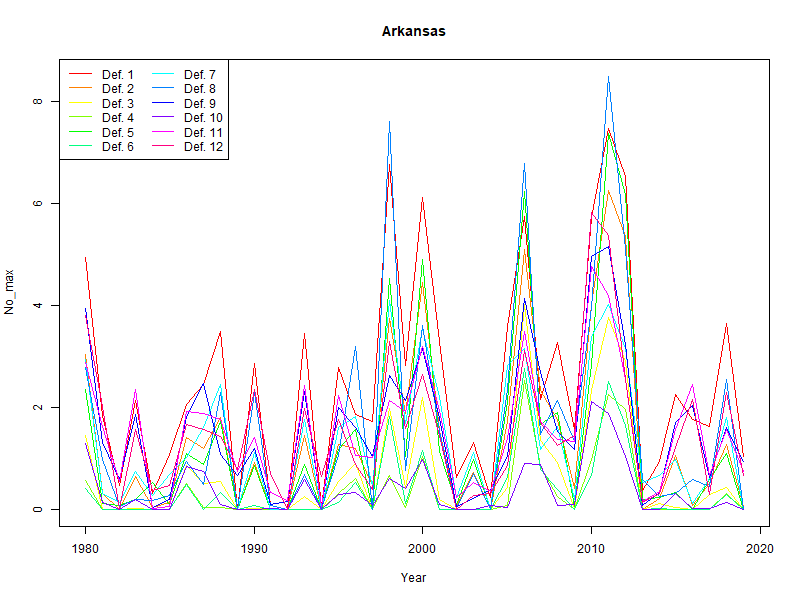 Arkansas
Def. 1 Def. 7
Def. 2 Def. 8
Def. 3 Def. 9
Def. 4 Def. 10
Def. 5 Def. 11
Def. 6 Def. 12
No_max
8
6
4
2
0
1980 1990 2000 2010 2020
Year